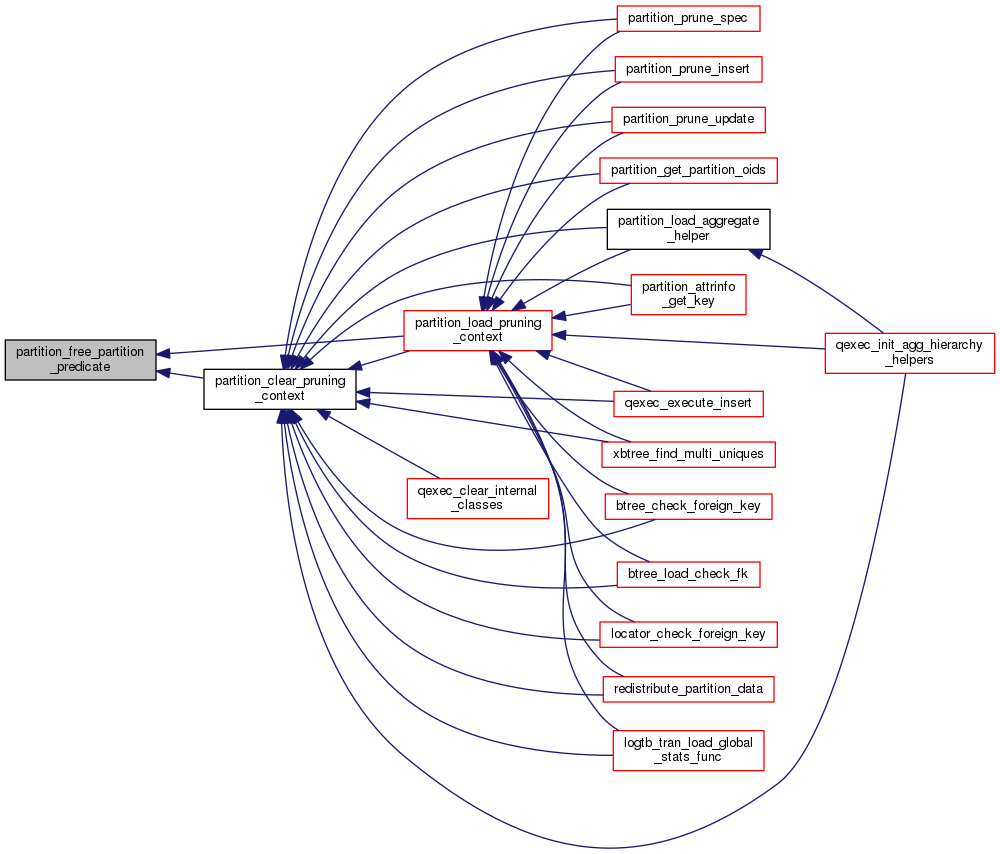 partition_prune_spec
partition_prune_insert
partition_prune_update
partition_get_partition_oids
partition_load_aggregate
_helper
partition_attrinfo
_get_key
partition_load_pruning
_context
qexec_init_agg_hierarchy
_helpers
partition_free_partition
_predicate
partition_clear_pruning
_context
qexec_execute_insert
xbtree_find_multi_uniques
qexec_clear_internal
_classes
btree_check_foreign_key
btree_load_check_fk
locator_check_foreign_key
redistribute_partition_data
logtb_tran_load_global
_stats_func